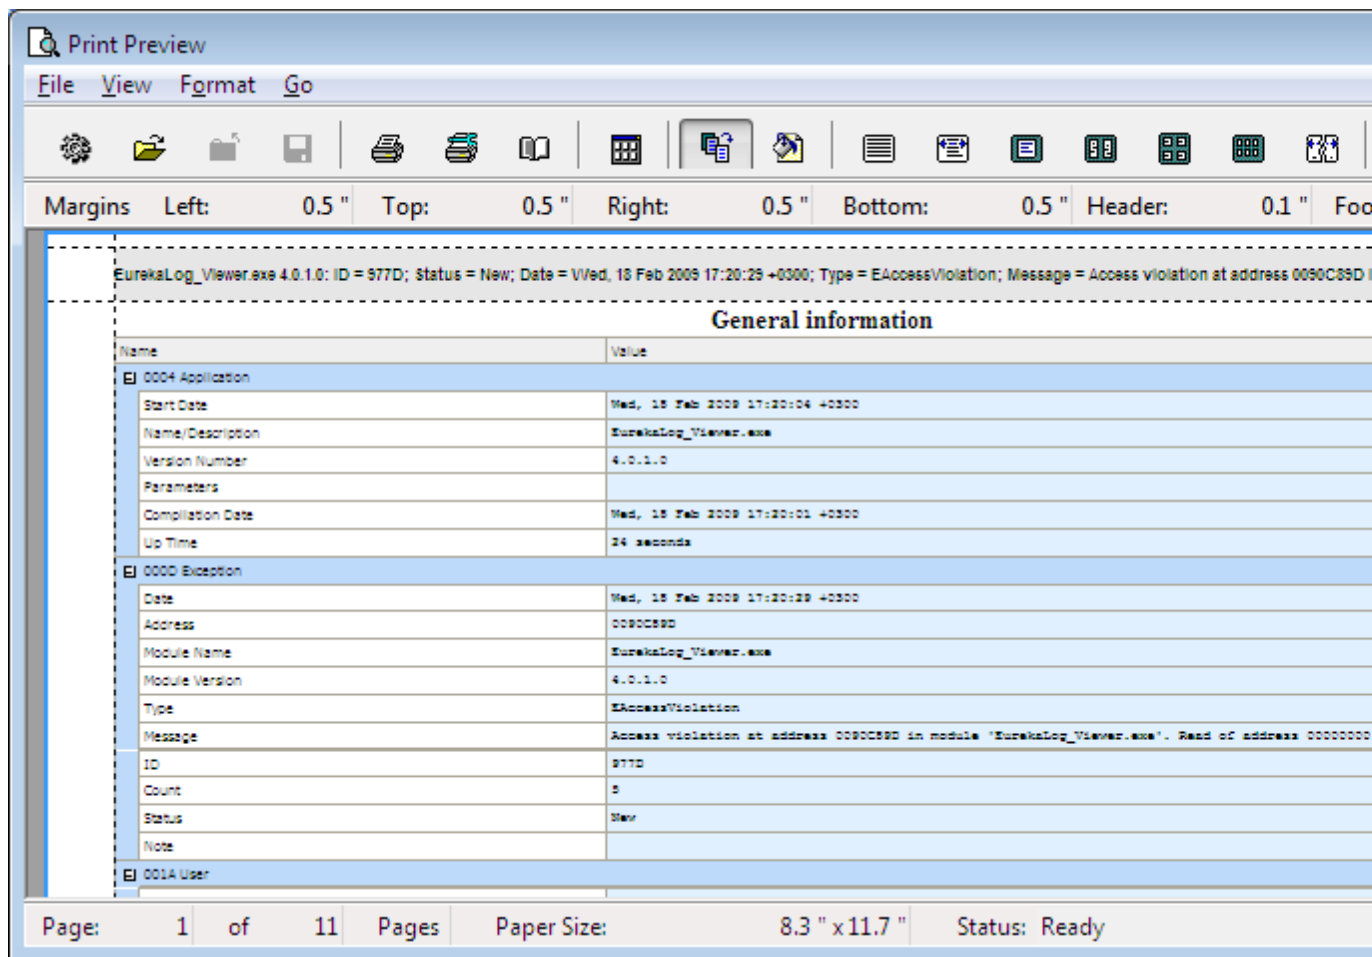 Print Preview
File View Format Go
Margins Left: 0.5 " Top: 0.5 " Right: 0.5 " Bottom: 0.5 " Header: 0.1 " Foo
EurekaLog_Viewer.exe 4.0.1.0: ID = 977D; Status = New; Date = Wed, 18 Feb 2009 17:20:29 +0300; Type = EAccessViolation; Message = Access violation at address 0090C89D
General information
Name Value
0004 Application
Start Date Wed, 18 Feb 2009 17:20:04 +0300
Name/Description EurekaLog_Viewer.exe
Version Number 4.0.1.0
Parameters
Compilation Date Wed, 18 Feb 2009 17:20:01 +0300
Up Time 24 seconds
000D Exception
Date Wed, 18 Feb 2009 17:20:29 +0300
Address 0090C89D
Module Name EurekaLog_Viewer.exe
Module Version 4.0.1.0
Type EAccessViolation
Message Access violation at address 0090C89D in module 'EurekaLog_Viewer.exe'. Read of address 00000000
ID 977D
Count 5
Status New
Note
001A User
Page: 1 of 11 Pages Paper Size: 8.3 " x 11.7 " Status: Ready